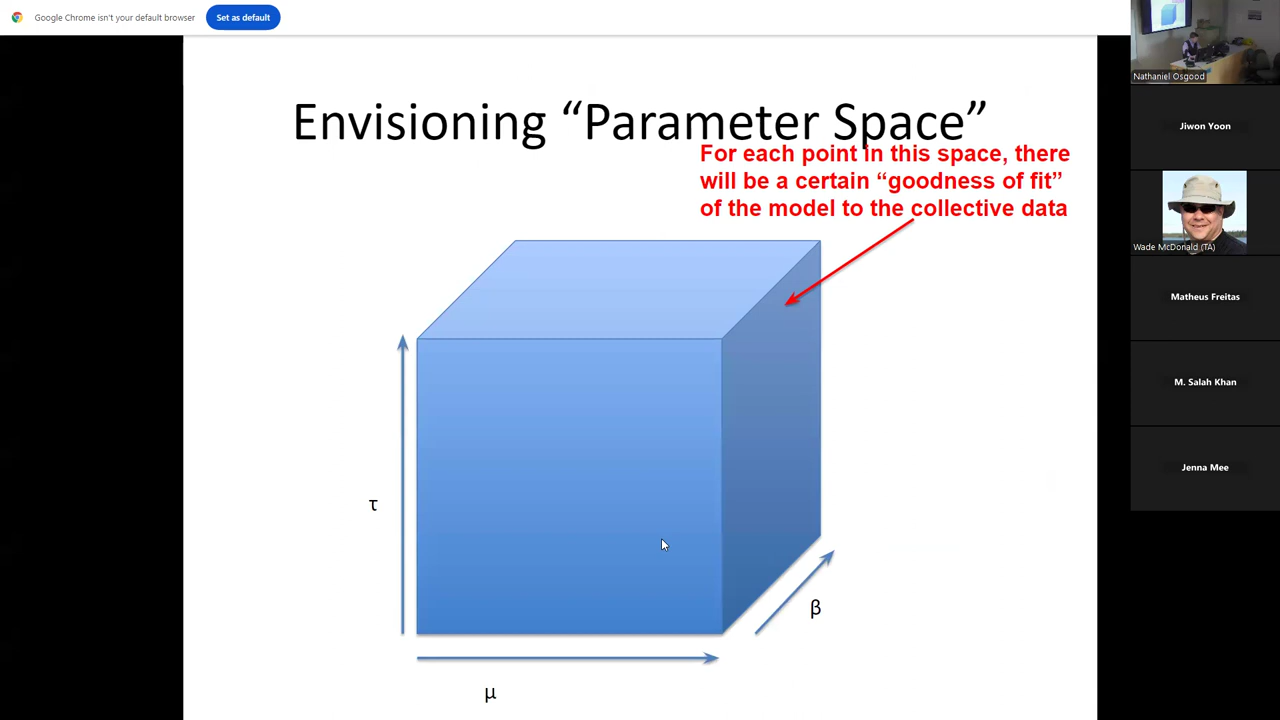 Google Chrome isn't your default browser
Set as default
Envisioning “Parameter Space”
For each point in this space, there
will be a certain “goodness of fit”
of the model to the collective data
τ
β
μ
Nathaniel Osgood
Jiwon Yoon
Wade McDonald (TA)
Matheus Freitas
M. Salah Khan
Jenna Mee